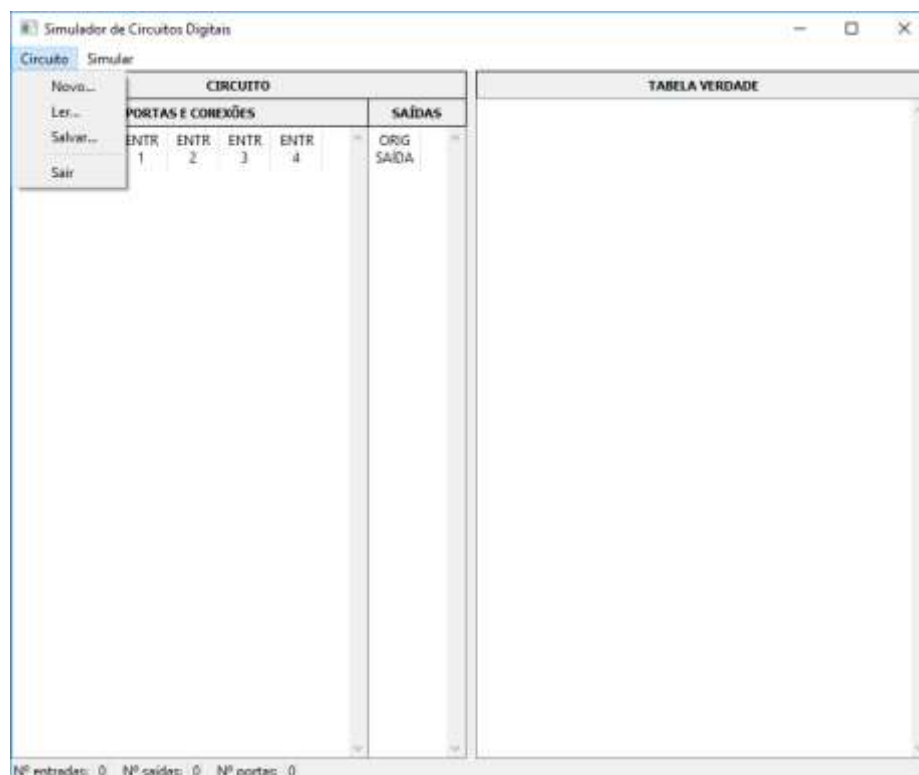 Simulador de Circuitos Digitais
Circuito Simular
Novo...
Ler...
Salvar...
Sair
CIRCUITO
PORTAS E CONEXÕES
SAÍDAS
ENTR ENTR ENTR ENTR
1 2 3 4
ORIG
SAÍDA
TABELA VERDADE
Nº entradas: 0 Nº saídas: 0 Nº portas: 0